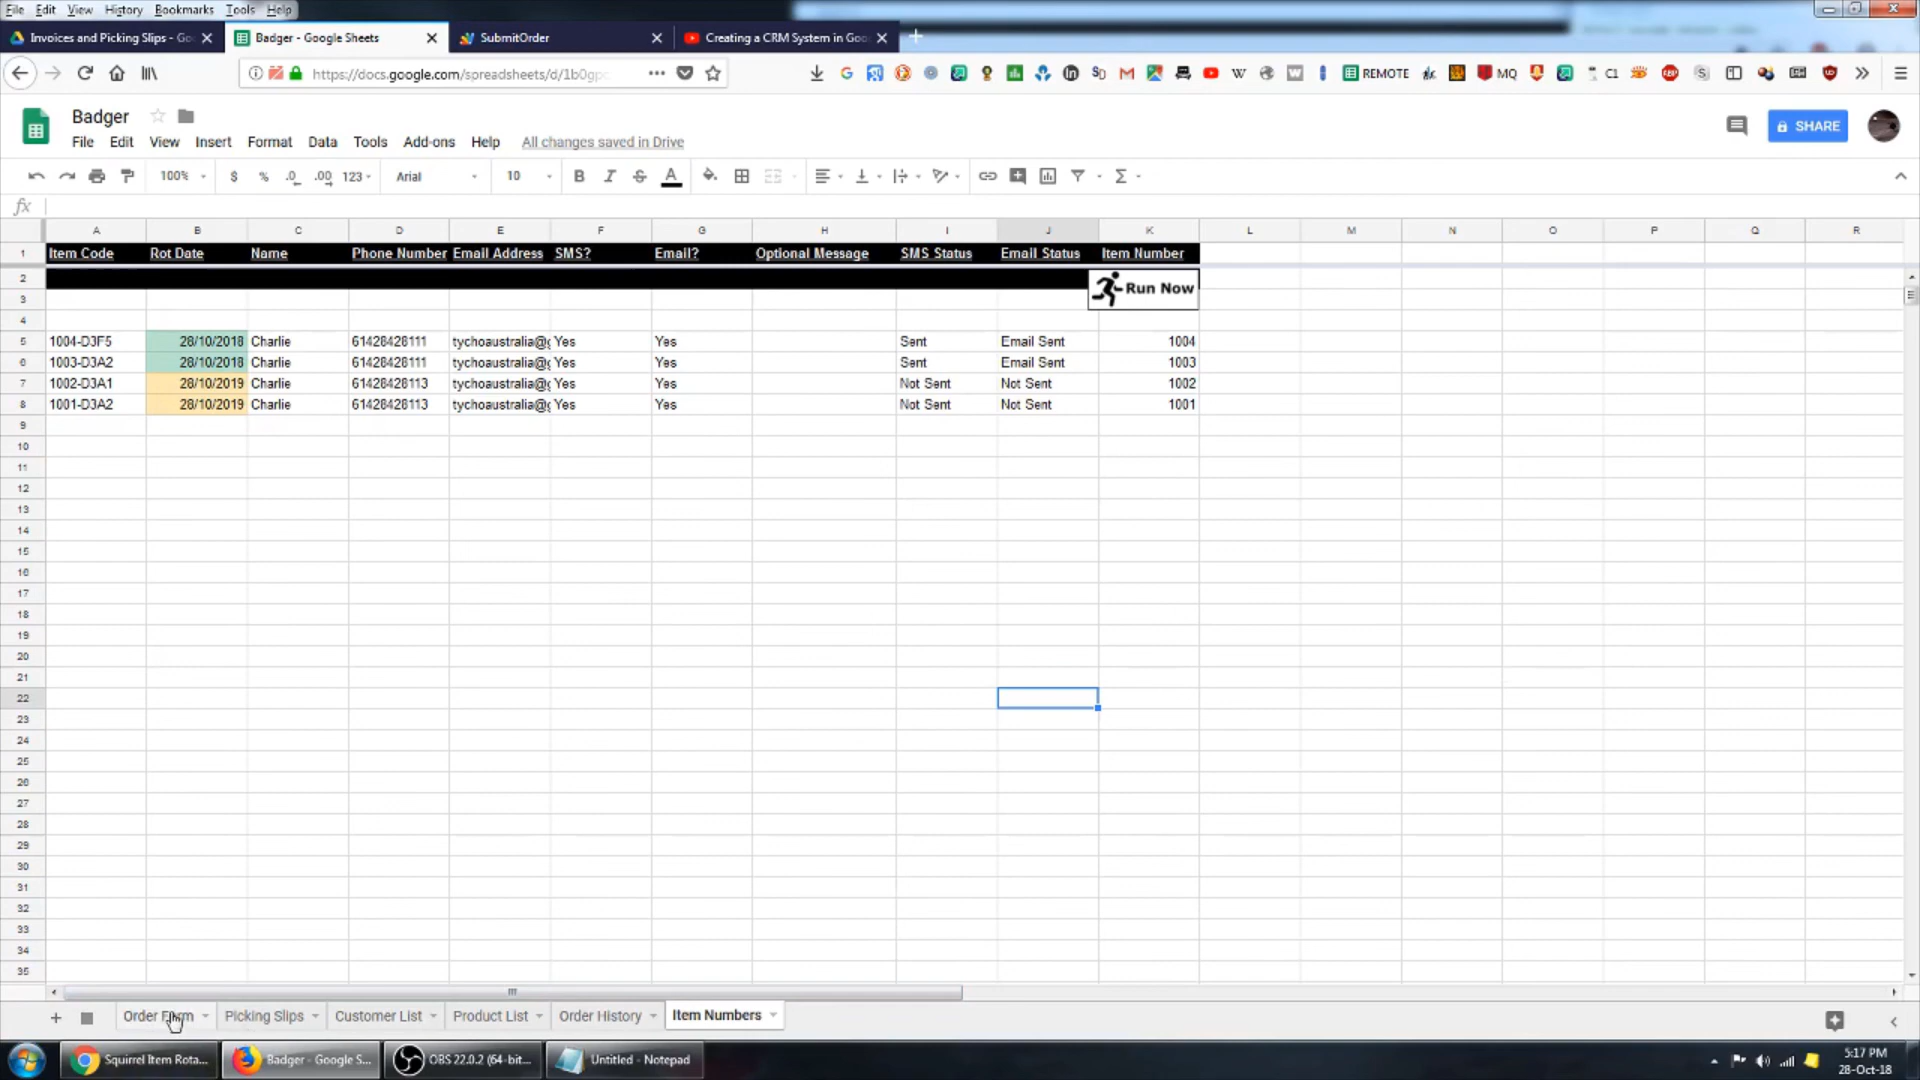 File Edit View History Bookmarks Tools Help
Invoices and Picking Slips - Go
Badger - Google Sheets
SubmitOrder
Creating a CRM System in Goo
https://docs.google.com/spreadsheets/d/1b0gp
REMOTE
MQ
C1
Badger
SHARE
File Edit View Insert Format Data Tools Add-ons Help All changes saved in Drive
100% $ % .0 .00 123 Arial 10 B I S A
fx
A B C D E F G H I J K L M N O P Q R
1 Item Code Rot Date Name Phone Number Email Address SMS? Email? Optional Message SMS Status Email Status Item Number
2 Run Now
3
4
5 1004-D3F5 28/10/2018 Charlie 61428428111 tychoaustralia@g Yes Yes Sent Email Sent 1004
6 1003-D3A2 28/10/2018 Charlie 61428428111 tychoaustralia@g Yes Yes Sent Email Sent 1003
7 1002-D3A1 28/10/2019 Charlie 61428428113 tychoaustralia@g Yes Yes Not Sent Not Sent 1002
8 1001-D3A2 28/10/2019 Charlie 61428428113 tychoaustralia@g Yes Yes Not Sent Not Sent 1001
9
10
11
12
13
14
15
16
17
18
19
20
21
22
23
24
25
26
27
28
29
30
31
32
33
34
35
Order Form Picking Slips Customer List Product List Order History Item Numbers
Squirrel Item Rota...
Badger - Google S...
OBS 22.0.2 (64-bit...
Untitled - Notepad
5:17 PM
28-Oct-18